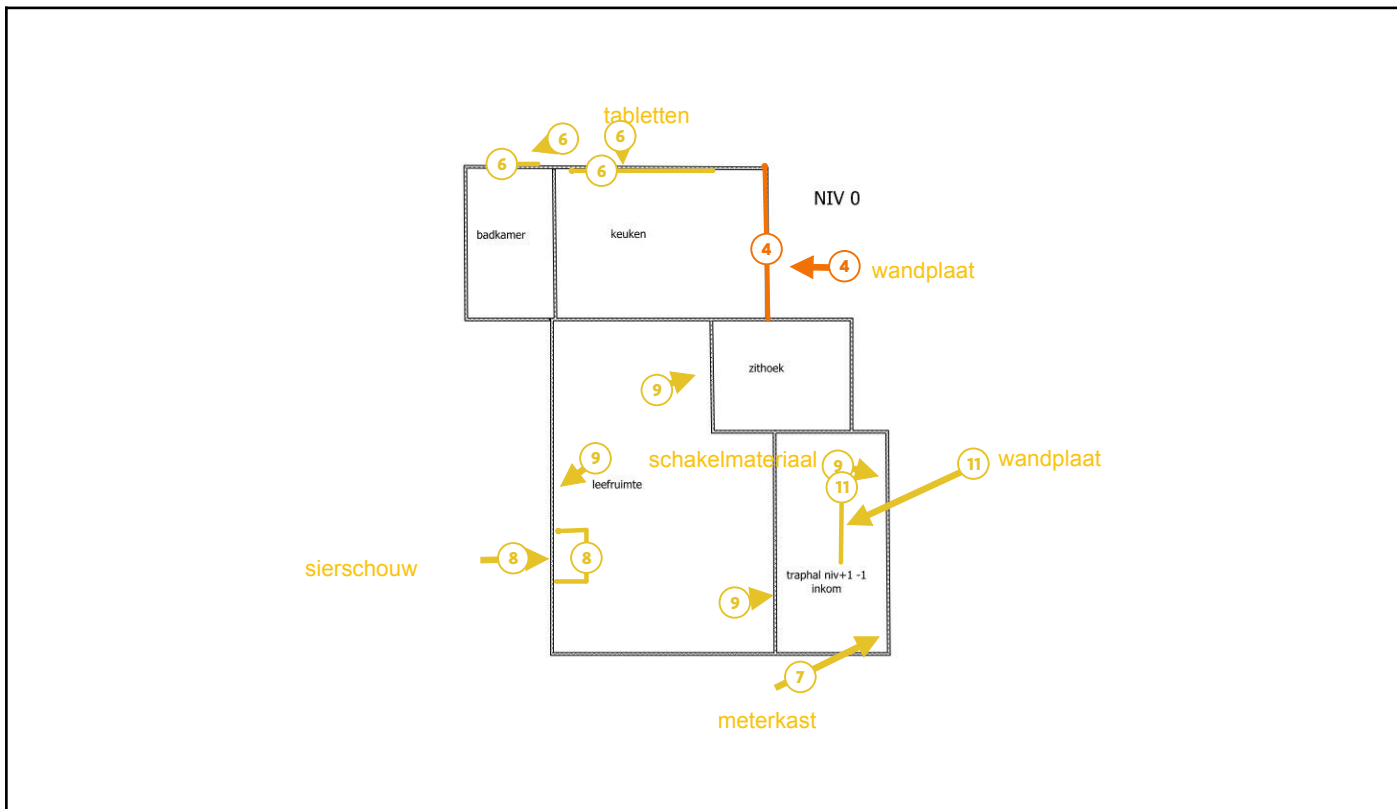 tabletten
6
6
6
6
NIV 0
badkamer
keuken
4
4
wandplaat
zithoek
9
9
schakelmateriaal
9
11
wandplaat
11
leefruimte
sierschouw
8
8
traphal niv+1 -1
inkom
9
7
meterkast